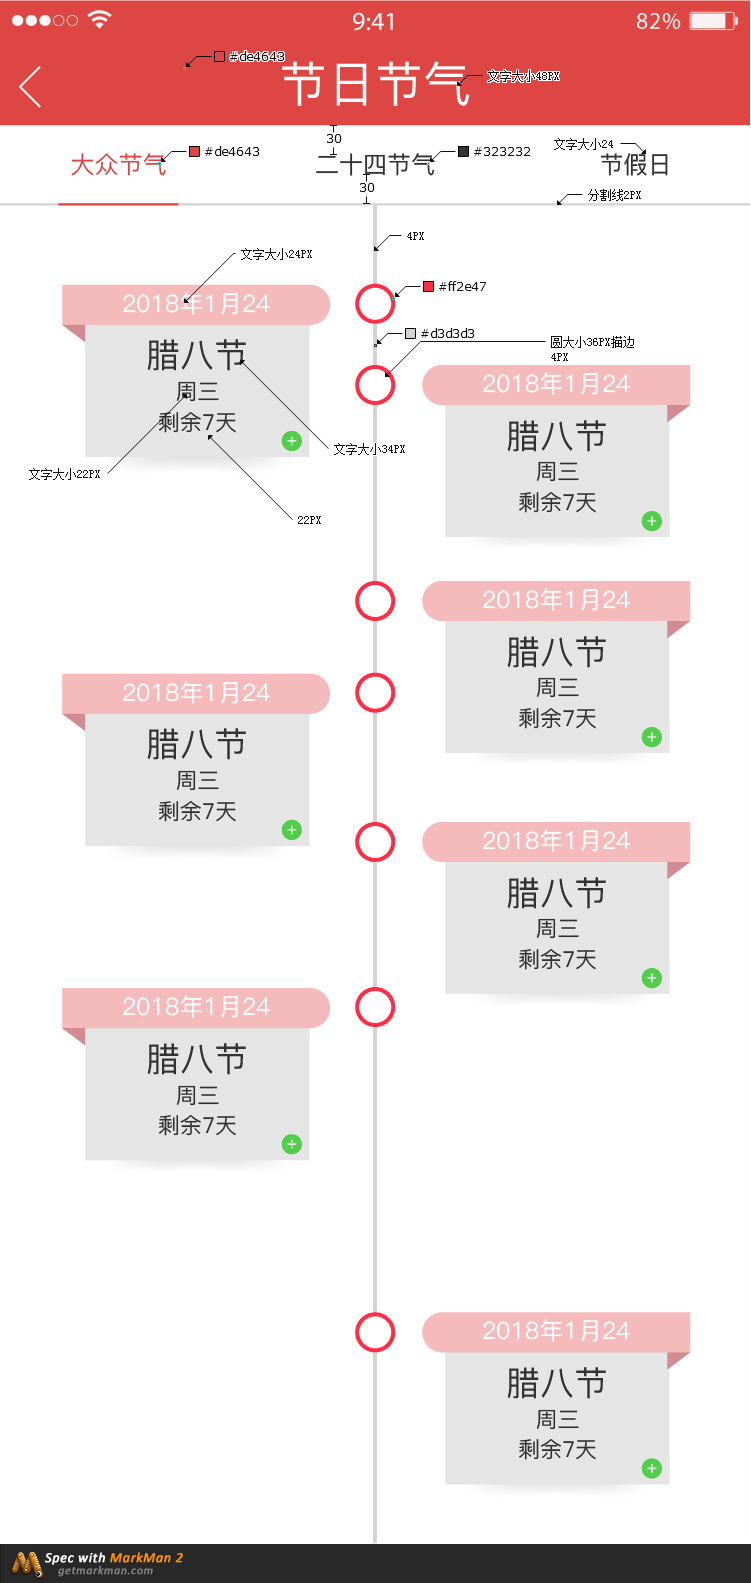 9:41
82%
#de4643
节日节气
文字大小48PX
30
文字大小24
大众节气
#de4643
二十四节气
#323232
节假日
30
分割线2PX
4PX
文字大小24PX
#ff2e47
2018年1月24
#d3d3d3
圆大小36PX描边
4PX
腊八节
周三
剩余7天
2018年1月24
腊八节
周三
剩余7天
文字大小34PX
文字大小22PX
22PX
2018年1月24
腊八节
周三
剩余7天
2018年1月24
腊八节
周三
剩余7天
2018年1月24
腊八节
周三
剩余7天
2018年1月24
腊八节
周三
剩余7天
2018年1月24
腊八节
周三
剩余7天
Spec with MarkMan 2
getmarkman.com